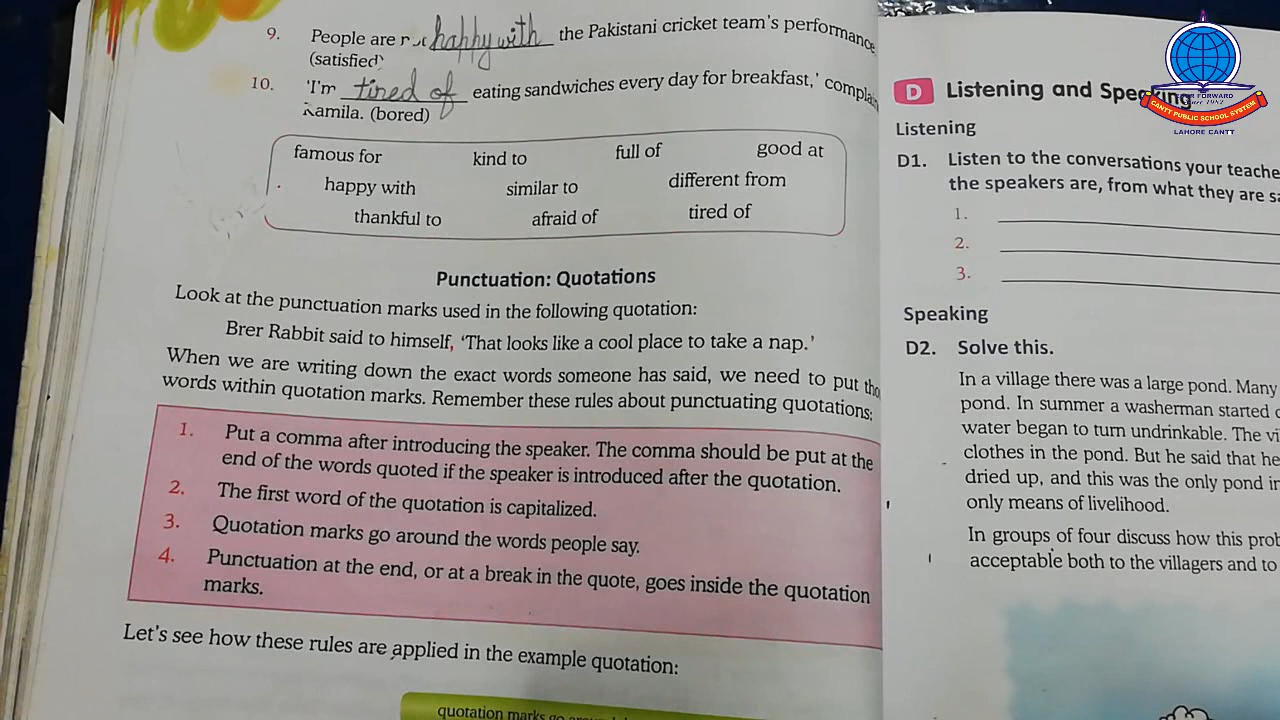 9. People are happy with the Pakistani cricket team's performance
(satisfied)
10. 'I'm tired of eating sandwiches every day for breakfast,' complain
Kamila. (bored)
famous for kind to full of good at
happy with similar to different from
thankful to afraid of tired of
Punctuation: Quotations
Look at the punctuation marks used in the following quotation:
Brer Rabbit said to himself, 'That looks like a cool place to take a nap.'
When we are writing down the exact words someone has said, we need to put tho
words within quotation marks. Remember these rules about punctuating quotations:
1. Put a comma after introducing the speaker. The comma should be put at the
end of the words quoted if the speaker is introduced after the quotation.
2. The first word of the quotation is capitalized.
3. Quotation marks go around the words people say.
4. Punctuation at the end, or at a break in the quote, goes inside the quotation
marks.
Let's see how these rules are applied in the example quotation:
quotation marks go
D Listening and Speaking
Listening
D1. Listen to the conversations your teache
the speakers are, from what they are sa
1.
2.
3.
Speaking
D2. Solve this.
In a village there was a large pond. Many
pond. In summer a washerman started
water began to turn undrinkable. The vi
clothes in the pond. But he said that he
dried up, and this was the only pond in
only means of livelihood.
In groups of four discuss how this prob
acceptable both to the villagers and to
FORWARD
Since 1982
CANTT PUBLIC SCHOOL SYSTEM
LAHORE CANTT